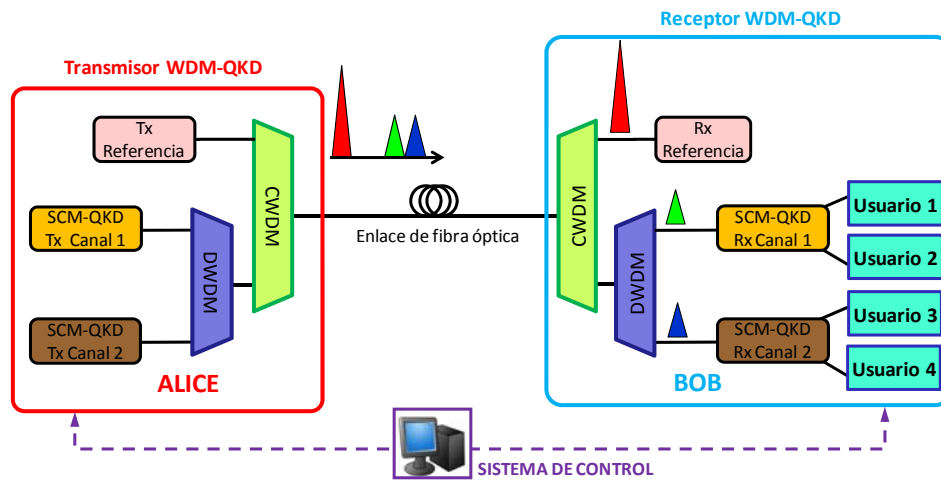 Receptor WDM-QKD
Transmisor WDM-QKD
Tx
Referencia
CWDM
SCM-QKD
Tx Canal 1
DWDM
SCM-QKD
Tx Canal 2
ALICE
Enlace de fibra óptica
CWDM
Rx
Referencia
DWDM
SCM-QKD
Rx Canal 1
Usuario 1
Usuario 2
SCM-QKD
Rx Canal 2
Usuario 3
Usuario 4
BOB
SISTEMA DE CONTROL